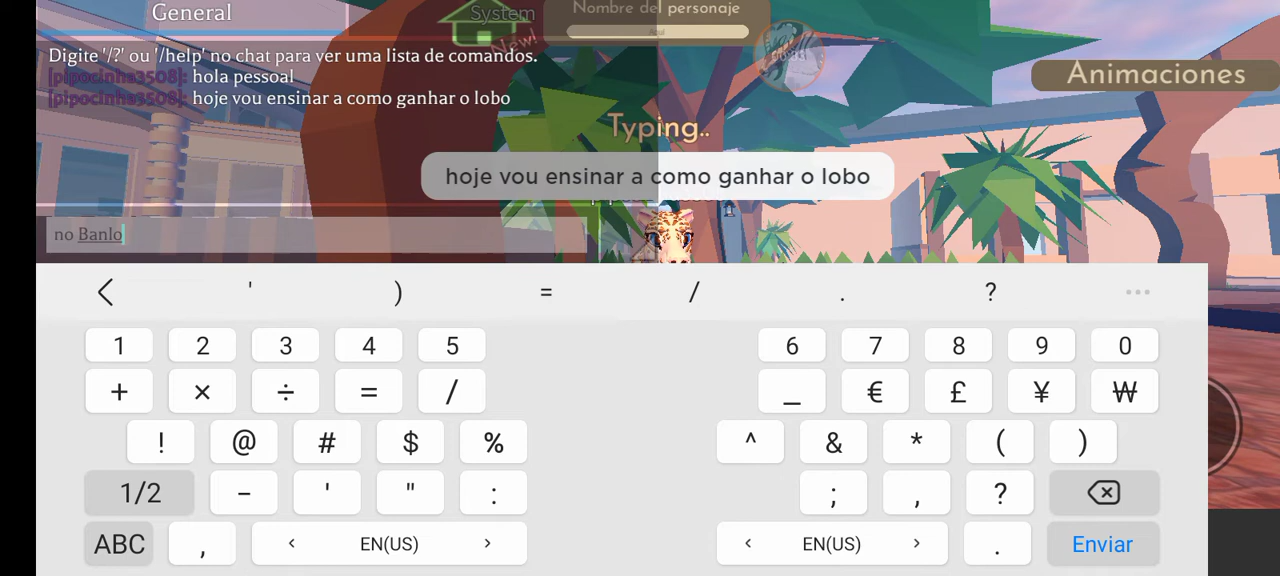 General
System
New!
Nombre del personaje
Azul
Digite '/?' ou '/help' no chat para ver uma lista de comandos.
[pipocinha3508]: hola pessoal
[pipocinha3508]: hoje vou ensinar a como ganhar o lobo
Animaciones
Typing..
hoje vou ensinar a como ganhar o lobo
no Banlo
' ) = / . ? ...
1 2 3 4 5 6 7 8 9 0
+ × ÷ = / _ € £ ¥ ₩
! @ # $ % ^ & * ( )
1/2 - ' " : ; , ?
ABC , < EN(US) > < EN(US) > . Enviar